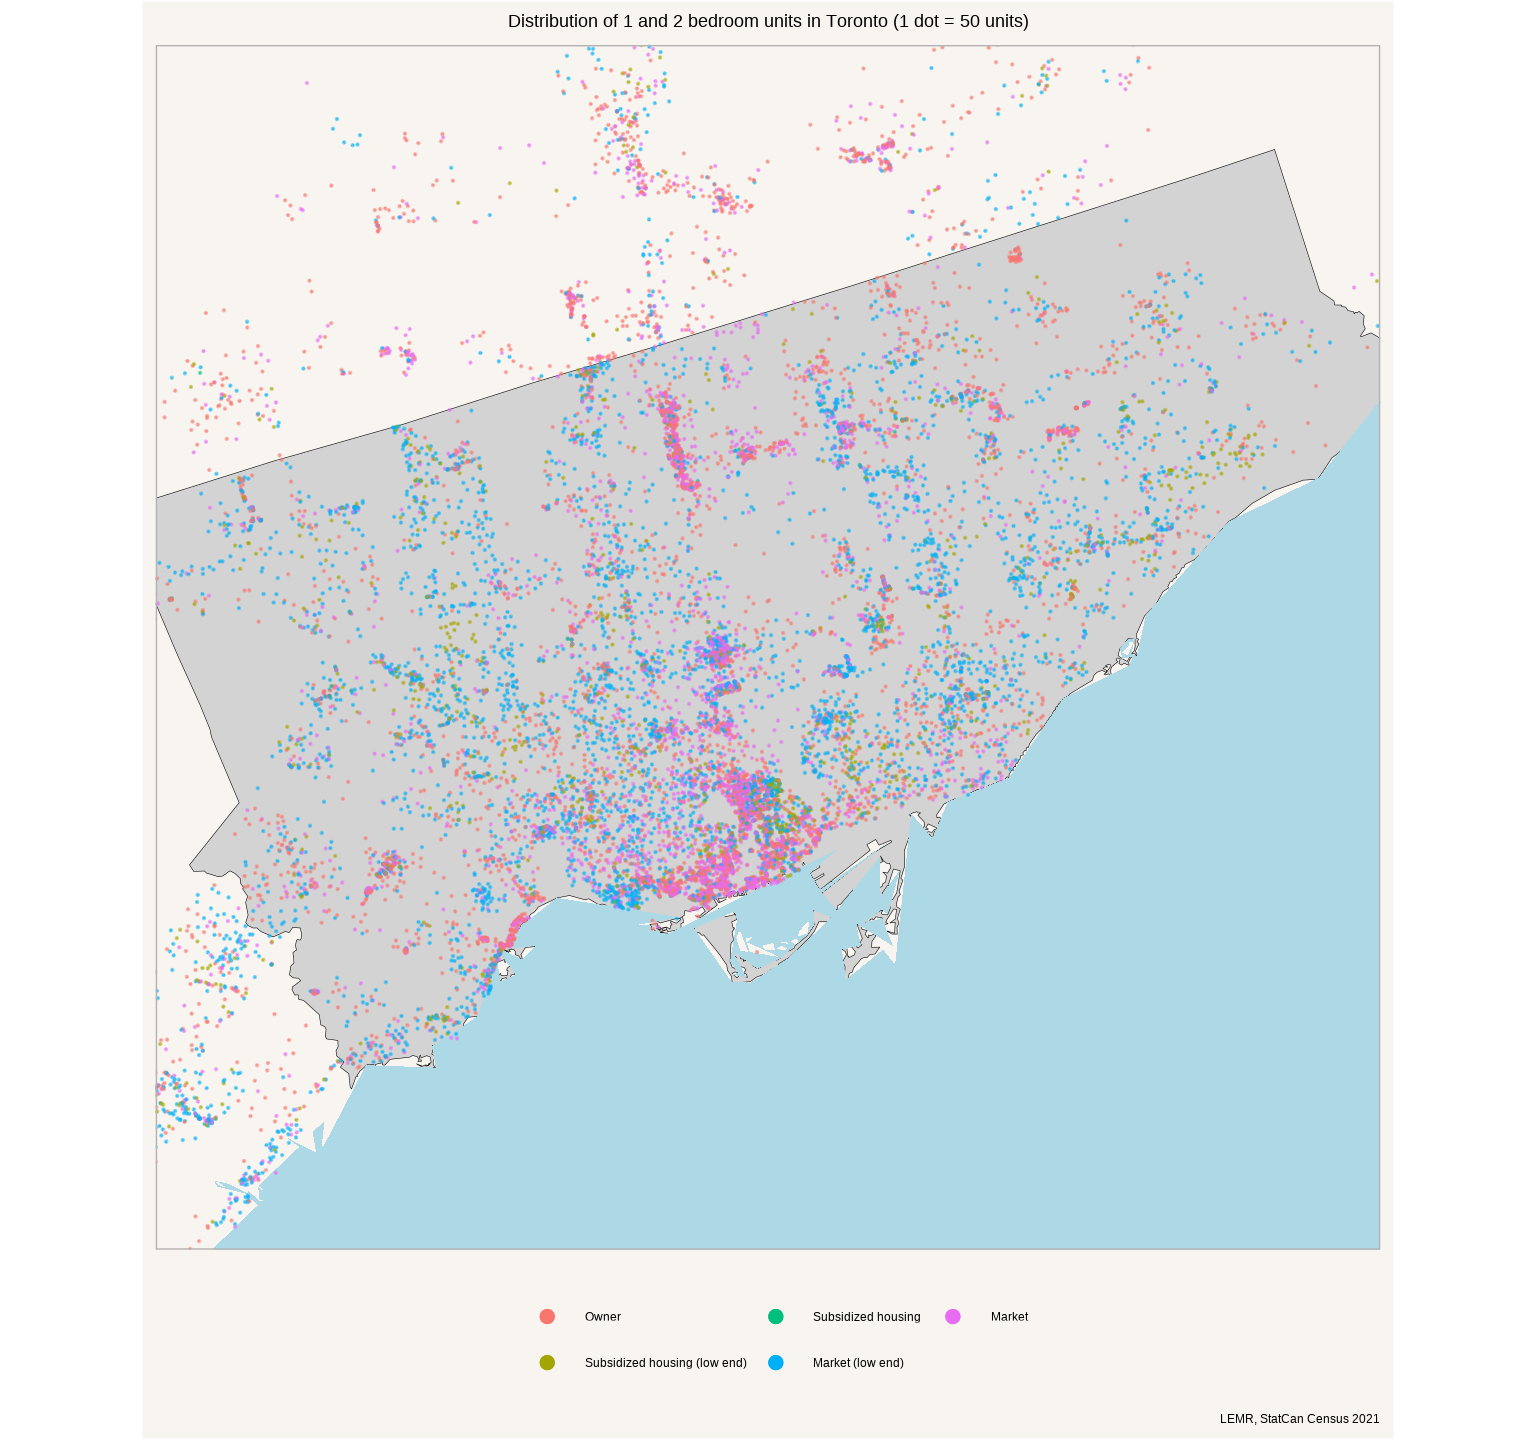 Distribution of 1 and 2 bedroom units in Toronto (1 dot = 50 units)
Owner
Subsidized housing
Market
Subsidized housing (low end)
Market (low end)
LEMR, StatCan Census 2021